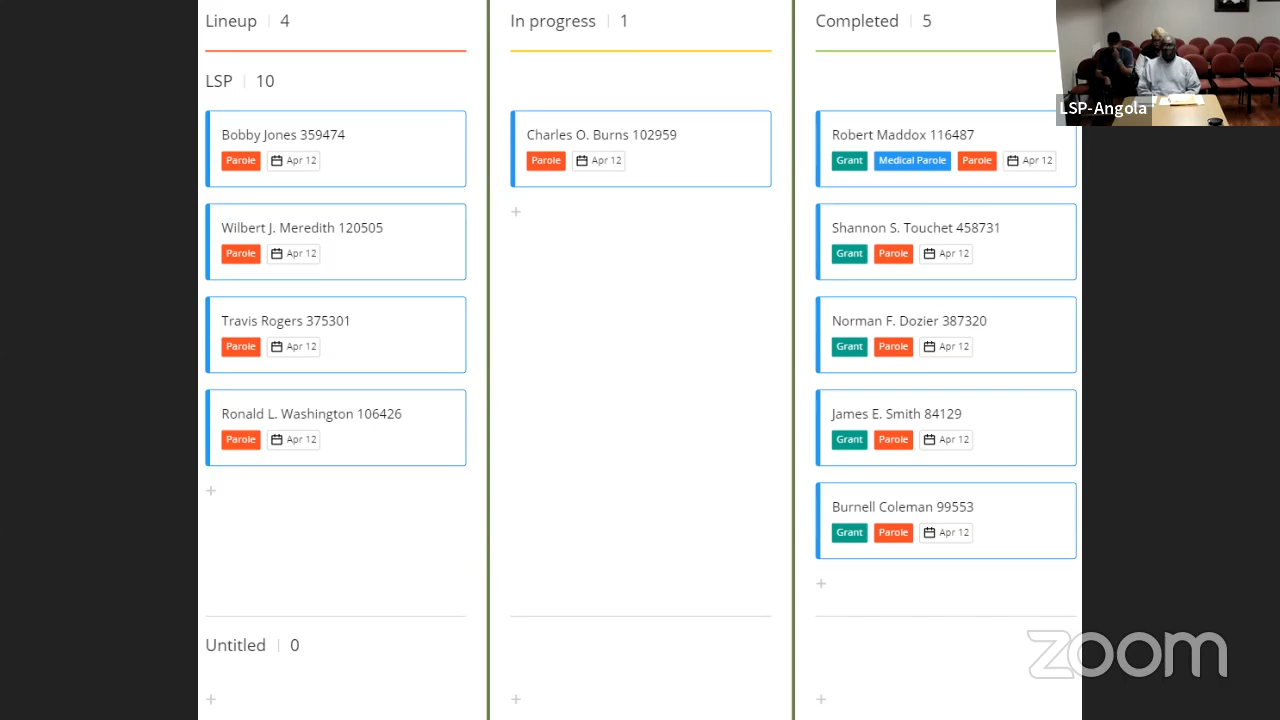 Lineup 4
LSP 10
Bobby Jones 359474
Parole Apr 12
Wilbert J. Meredith 120505
Parole Apr 12
Travis Rogers 375301
Parole Apr 12
Ronald L. Washington 106426
Parole Apr 12
+
Untitled 0
+
In progress 1
Charles O. Burns 102959
Parole Apr 12
+
+
Completed 5
Robert Maddox 116487
Grant Medical Parole Parole Apr 12
Shannon S. Touchet 458731
Grant Parole Apr 12
Norman F. Dozier 387320
Grant Parole Apr 12
James E. Smith 84129
Grant Parole Apr 12
Burnell Coleman 99553
Grant Parole Apr 12
+
+
LSP-Angola
zoom